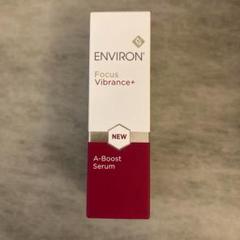 ENVIRON®
Focus
Vibrance+
NEW
A-Boost
Serum